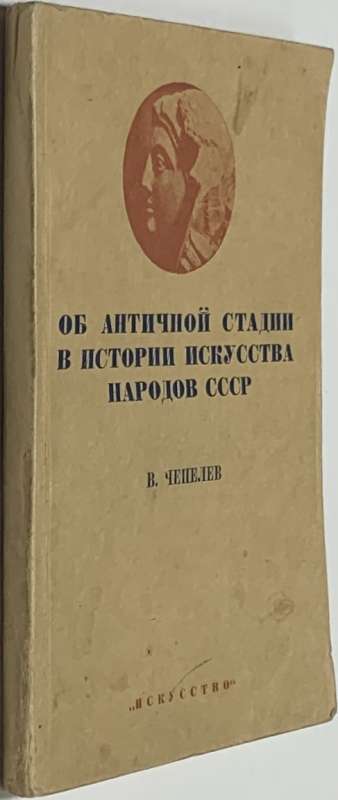 ОБ АНТИЧНОЙ СТАДИИ
В ИСТОРИИ ИСКУССТВА
НАРОДОВ СССР
В. ЧЕПЕЛЕВ
„ИСКУССТВО“